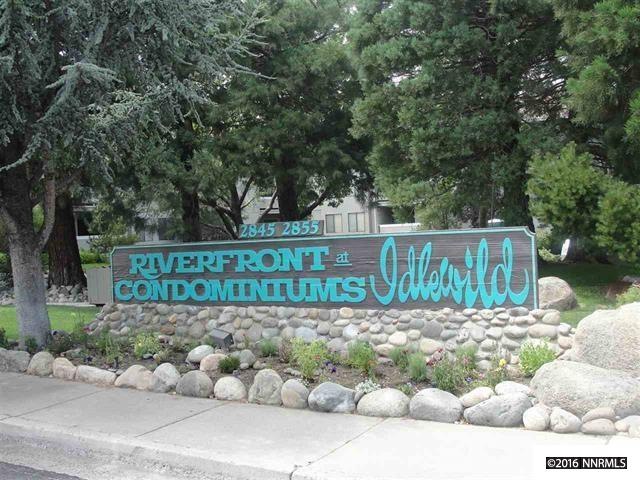 2845 2855
RIVERFRONT at
CONDOMINIUMS Idlewild
©2016 NNRMLS